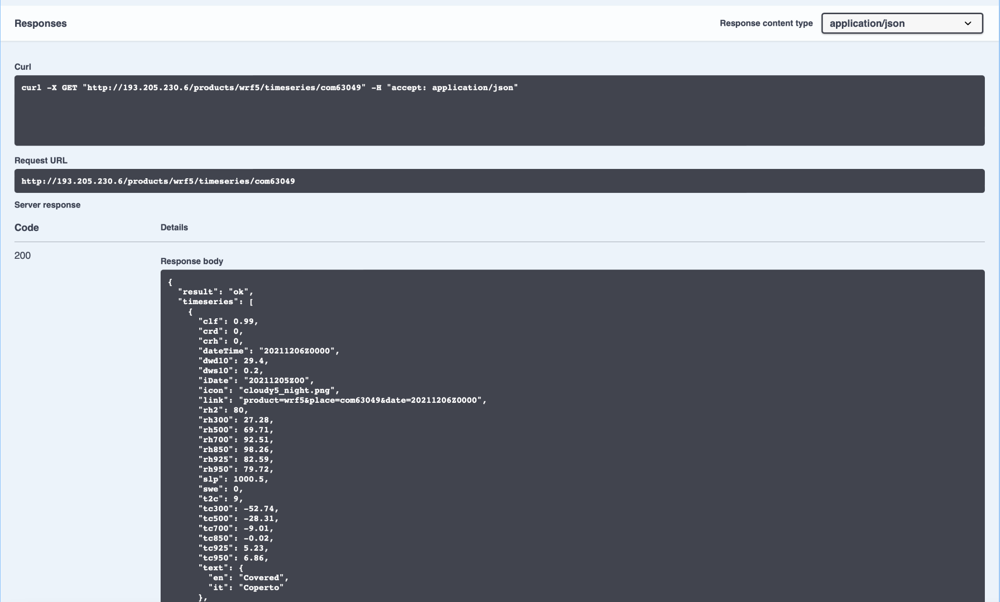 Responses
Response content type
application/json
Curl
curl -X GET "http://193.205.230.6/products/wrf5/timeseries/com63049" -H "accept: application/json"
Request URL
http://193.205.230.6/products/wrf5/timeseries/com63049
Server response
Code Details
200
Response body
{
  "result": "ok",
  "timeseries": [
    {
      "clf": 0.99,
      "crd": 0,
      "crh": 0,
      "dateTime": "20211206Z0000",
      "dwd10": 29.4,
      "dws10": 0.2,
      "iDate": "20211205Z00",
      "icon": "cloudy5_night.png",
      "link": "product=wrf5&place=com63049&date=20211206Z0000",
      "rh2": 80,
      "rh300": 27.28,
      "rh500": 69.71,
      "rh700": 92.51,
      "rh850": 98.26,
      "rh925": 82.59,
      "rh950": 79.72,
      "slp": 1000.5,
      "swe": 0,
      "t2c": 9,
      "tc300": -52.74,
      "tc500": -28.31,
      "tc700": -9.01,
      "tc850": -0.02,
      "tc925": 5.23,
      "tc950": 6.86,
      "text": {
        "en": "Covered",
        "it": "Coperto"
      },